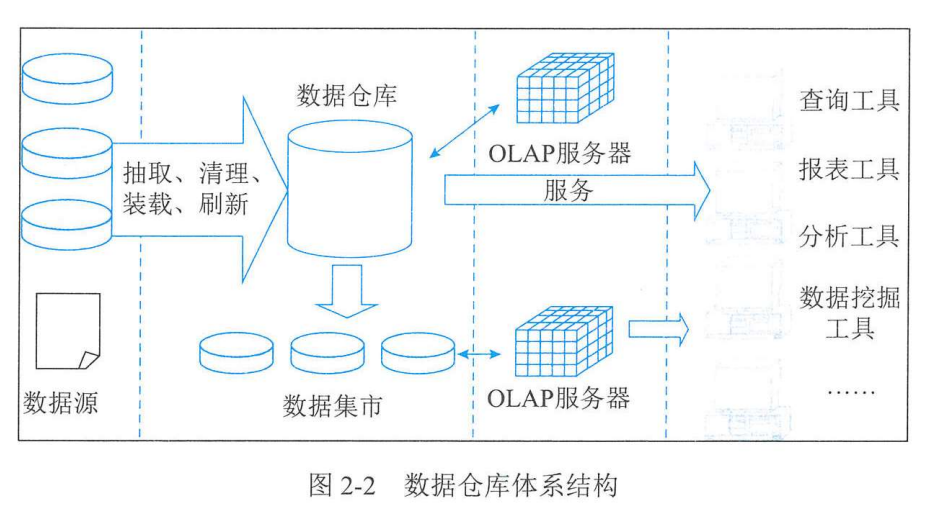 数据仓库
抽取、清理、
装载、刷新
数据源
数据集市
OLAP服务器
服务
OLAP服务器
查询工具
报表工具
分析工具
数据挖掘
工具
……
图 2-2 数据仓库体系结构